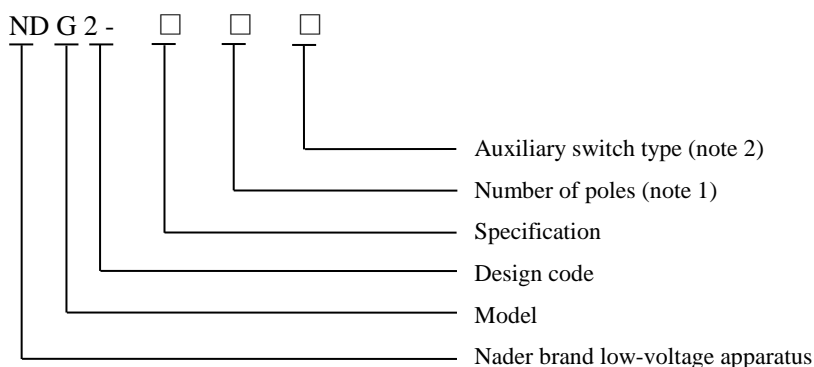 ND G 2 - □ □ □
Auxiliary switch type (note 2)
Number of poles (note 1)
Specification
Design code
Model
Nader brand low-voltage apparatus